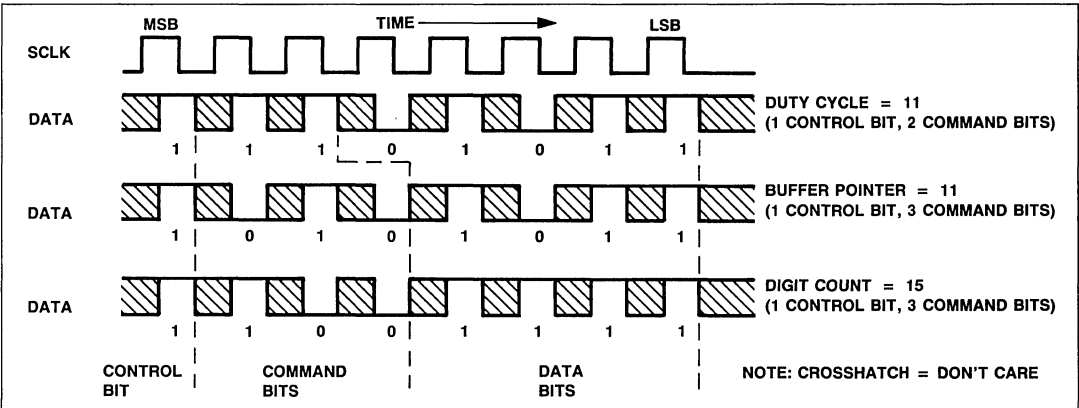 MSB TIME LSB
SCLK
DATA DUTY CYCLE = 11
(1 CONTROL BIT, 2 COMMAND BITS)
1 1 1 0 1 0 1 1
DATA BUFFER POINTER = 11
(1 CONTROL BIT, 3 COMMAND BITS)
1 0 1 0 1 0 1 1
DATA DIGIT COUNT = 15
(1 CONTROL BIT, 3 COMMAND BITS)
1 1 0 0 1 1 1 1
CONTROL BIT
COMMAND BITS
DATA BITS
NOTE: CROSSHATCH = DON'T CARE